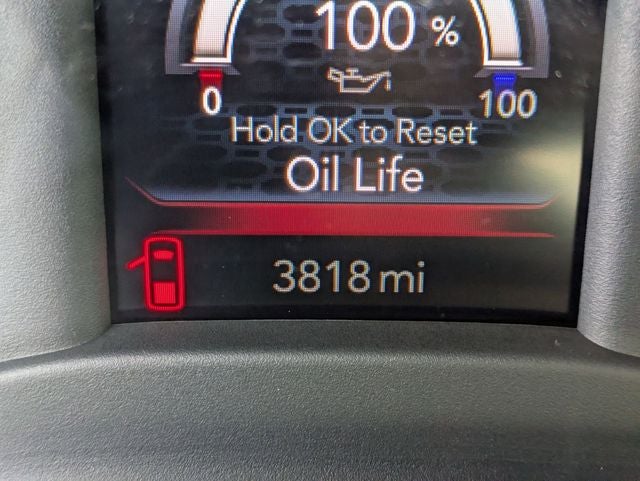 100 %
0 100
Hold OK to Reset
Oil Life
3818 mi